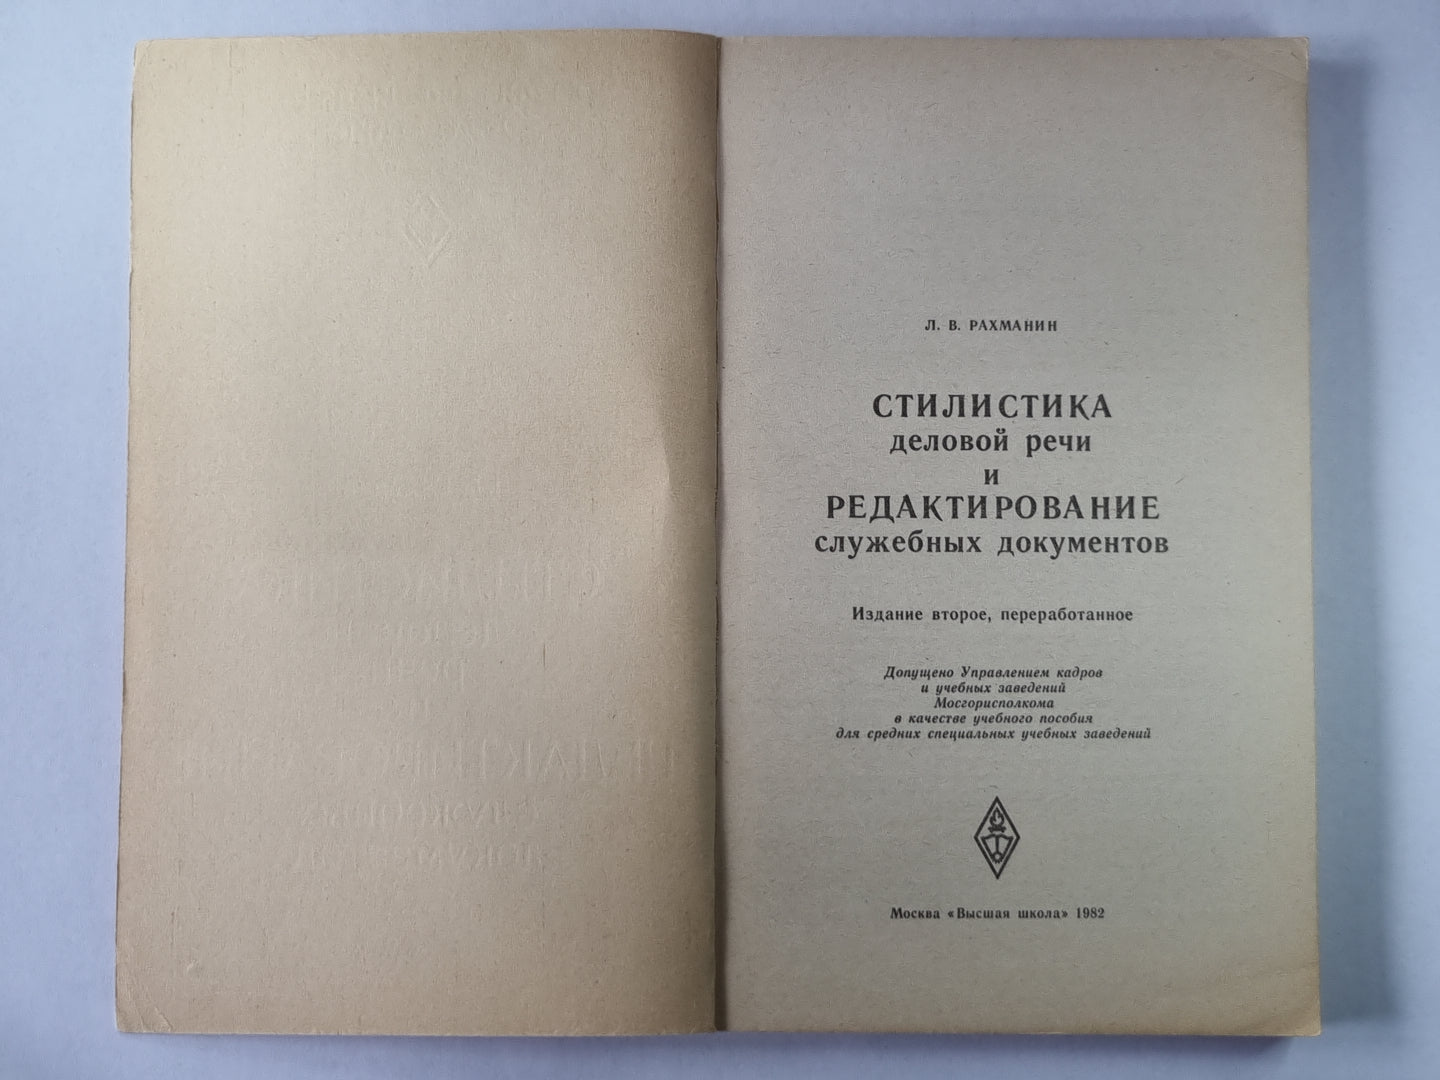 Л. В. РАХМАНИН
СТИЛИСТИКА
деловой речи
и
РЕДАКТИРОВАНИЕ
служебных документов
Издание второе, переработанное
Допущено Управлением кадров
и учебных заведений
Мосгорисполкома
в качестве учебного пособия
для средних специальных учебных заведений
Москва «Высшая школа» 1982